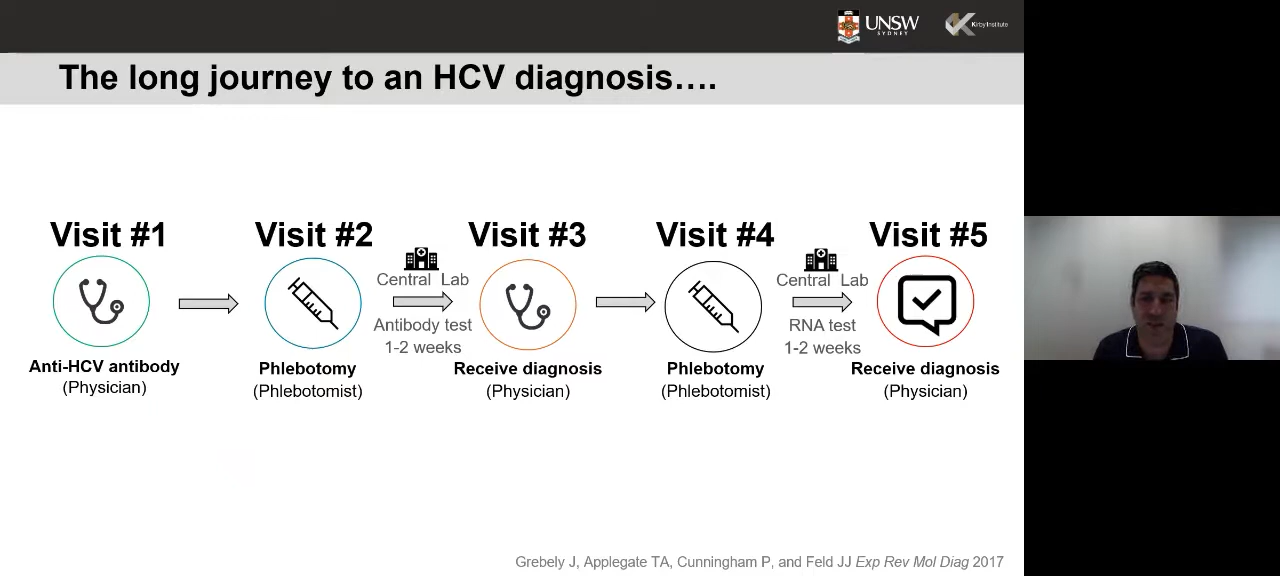 UNSW
SYDNEY
Kirby Institute
The long journey to an HCV diagnosis....
Visit #1
Visit #2
Visit #3
Visit #4
Visit #5
Central Lab
Antibody test
1-2 weeks
Central Lab
RNA test
1-2 weeks
Anti-HCV antibody
(Physician)
Phlebotomy
(Phlebotomist)
Receive diagnosis
(Physician)
Phlebotomy
(Phlebotomist)
Receive diagnosis
(Physician)
Grebely J, Applegate TA, Cunningham P, and Feld JJ Exp Rev Mol Diag 2017